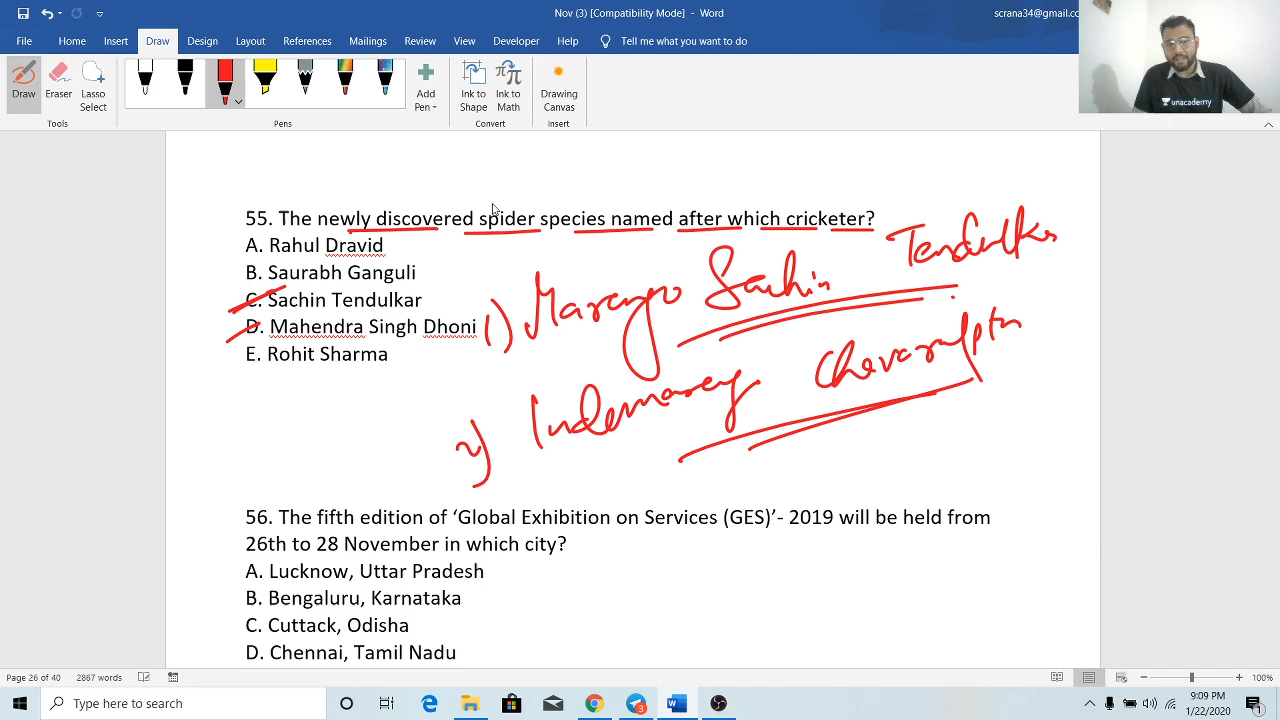 Nov (3) [Compatibility Mode] - Word
scrana34@gmail.co
File Home Insert Draw Design Layout References Mailings Review View Developer Help Tell me what you want to do
Draw Eraser Lasso Select Add Pen Ink to Shape Ink to Math Drawing Canvas
Tools Pens Convert Insert
unacademy
55. The newly discovered spider species named after which cricketer?
A. Rahul Dravid
B. Saurabh Ganguli
C. Sachin Tendulkar
D. Mahendra Singh Dhoni
E. Rohit Sharma
1) Marengo Sachin Tendulkar
2) Indomarengo
56. The fifth edition of ‘Global Exhibition on Services (GES)’- 2019 will be held from
26th to 28 November in which city?
A. Lucknow, Uttar Pradesh
B. Bengaluru, Karnataka
C. Cuttack, Odisha
D. Chennai, Tamil Nadu
Page 26 of 40 2867 words 100%
Type here to search
3
9:09 PM
1/22/2020
1